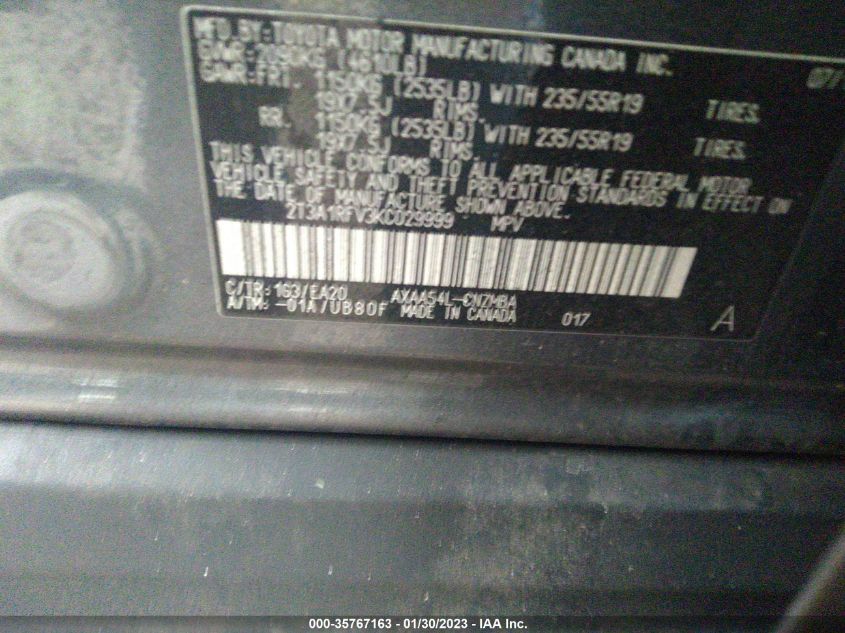 MFD.BY:TOYOTA MOTOR MANUFACTURING CANADA INC. 07/
GVWR:2090KG (4610LB)
GAWR:FRT. 1150KG (2535LB) WITH 235/55R19 TIRES,
19X7.5J RIMS,
RR. 1150KG (2535LB) WITH 235/55R19 TIRES,
19X7.5J RIMS,
THIS VEHICLE CONFORMS TO ALL APPLICABLE FEDERAL MOTOR
VEHICLE SAFETY AND THEFT PREVENTION STANDARDS IN EFFECT ON
THE DATE OF MANUFACTURE SHOWN ABOVE.
2T3A1RFV3KC029999 MPV
C/TR:1G3/EA20 AXAA54L-CNZMBA
A/TM:-01A/UB80F MADE IN CANADA 017 A
000-35767163 - 01/30/2023 - IAA Inc.